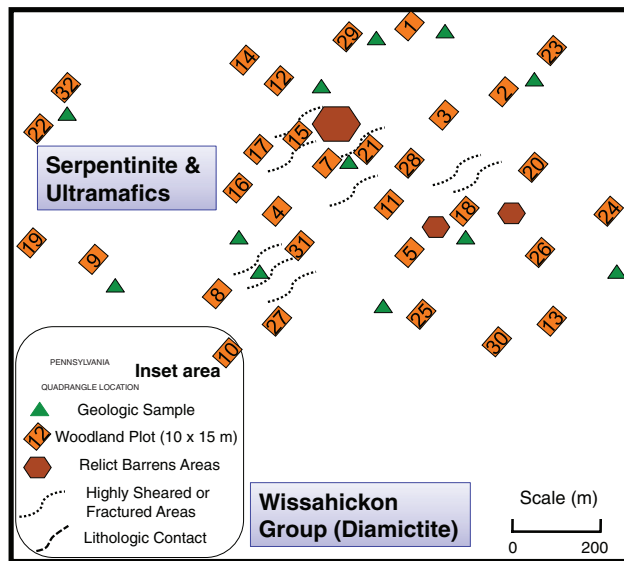 1
29
23
14
12
32
2
3
22
15
21
17
7
28
20
Serpentinite &
Ultramafics
16
4
11
18
24
19
31
5
26
9
8
27
25
13
30
10
PENNSYLVANIA
Inset area
QUADRANGLE LOCATION
Geologic Sample
12 Woodland Plot (10 x 15 m)
Relict Barrens Areas
Highly Sheared or
Fractured Areas
Lithologic Contact
Wissahickon
Group (Diamictite)
Scale (m)
0 200